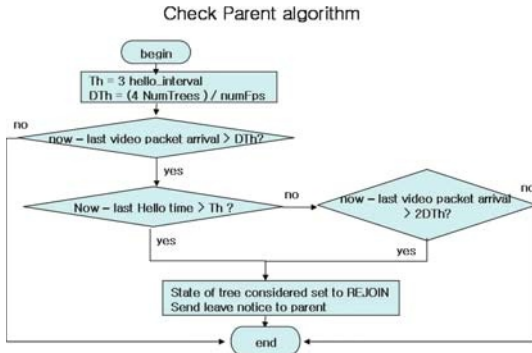 Check Parent algorithm
begin
Th = 3 hello_interval
DTh = (4 NumTrees ) / numFps
no
now – last video packet arrival > DTh?
yes
Now – last Hello time > Th ?
no
now – last video packet arrival
> 2DTh?
no
yes
yes
State of tree considered set to REJOIN
Send leave notice to parent
end